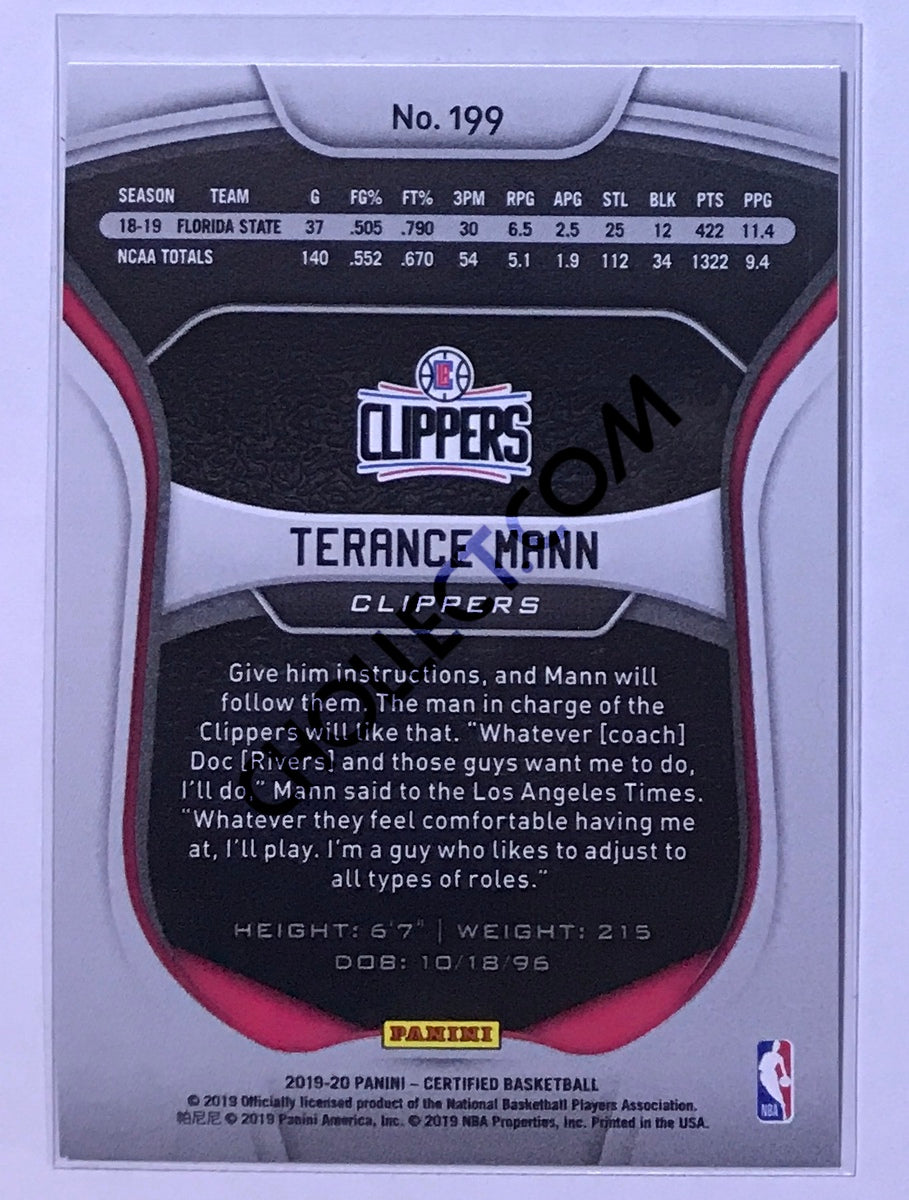 No. 199
SEASON TEAM G FG% FT% 3PM RPG APG STL BLK PTS PPG
18-19 FLORIDA STATE 37 .505 .790 30 6.5 2.5 25 12 422 11.4
NCAA TOTALS 140 .552 .670 54 5.1 1.9 112 34 1322 9.4
CLIPPERS
TERANCE MANN
CLIPPERS
CHOLLECT.COM
Give him instructions, and Mann will
follow them. The man in charge of the
Clippers will like that. “Whatever [coach]
Doc [Rivers] and those guys want me to do,
I'll do,” Mann said to the Los Angeles Times.
“Whatever they feel comfortable having me
at, I'll play. I'm a guy who likes to adjust to
all types of roles.”
HEIGHT: 6'7" | WEIGHT: 215
DOB: 10/18/96
PANINI
2019-20 PANINI – CERTIFIED BASKETBALL
© 2019 Officially licensed product of the National Basketball Players Association.
帕尼尼 © 2019 Panini America, Inc. © 2019 NBA Properties, Inc. Printed in the USA.
NBA